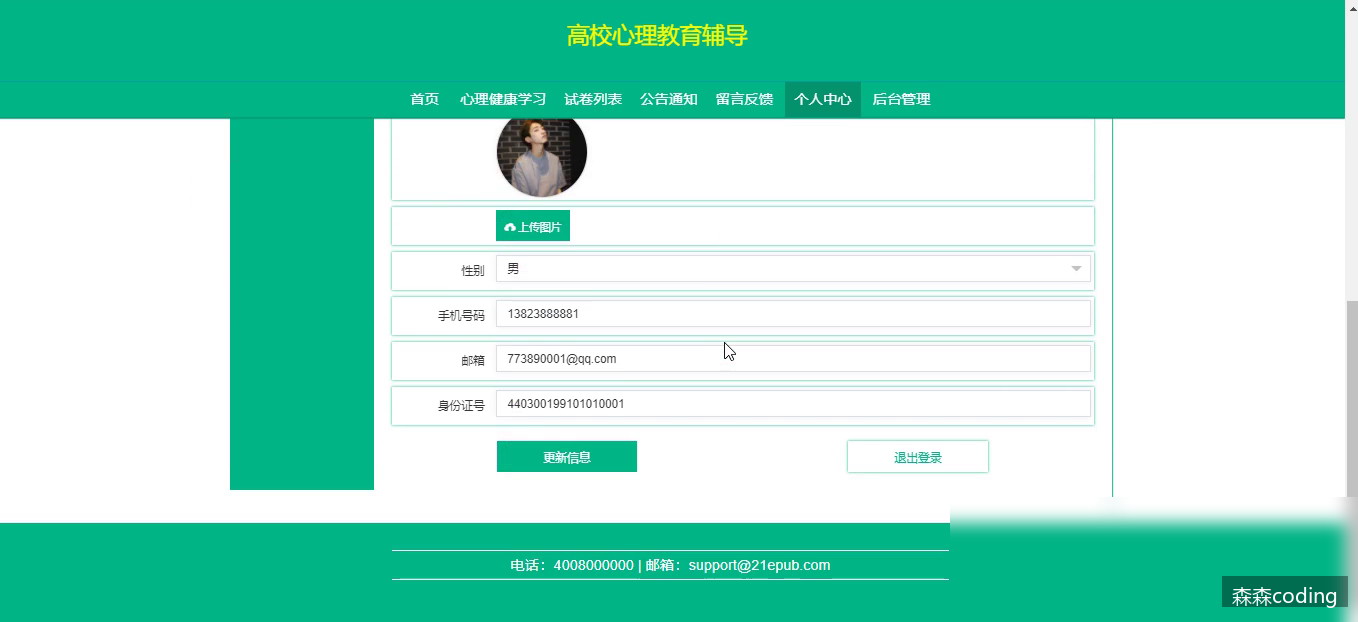 高校心理教育辅导
首页 心理健康学习 试卷列表 公告通知 留言反馈 个人中心 后台管理
上传图片
性别 男
手机号码 13823888881
邮箱 773890001@qq.com
身份证号 440300199101010001
更新信息 退出登录
电话：4008000000 | 邮箱：support@21epub.com
森森coding